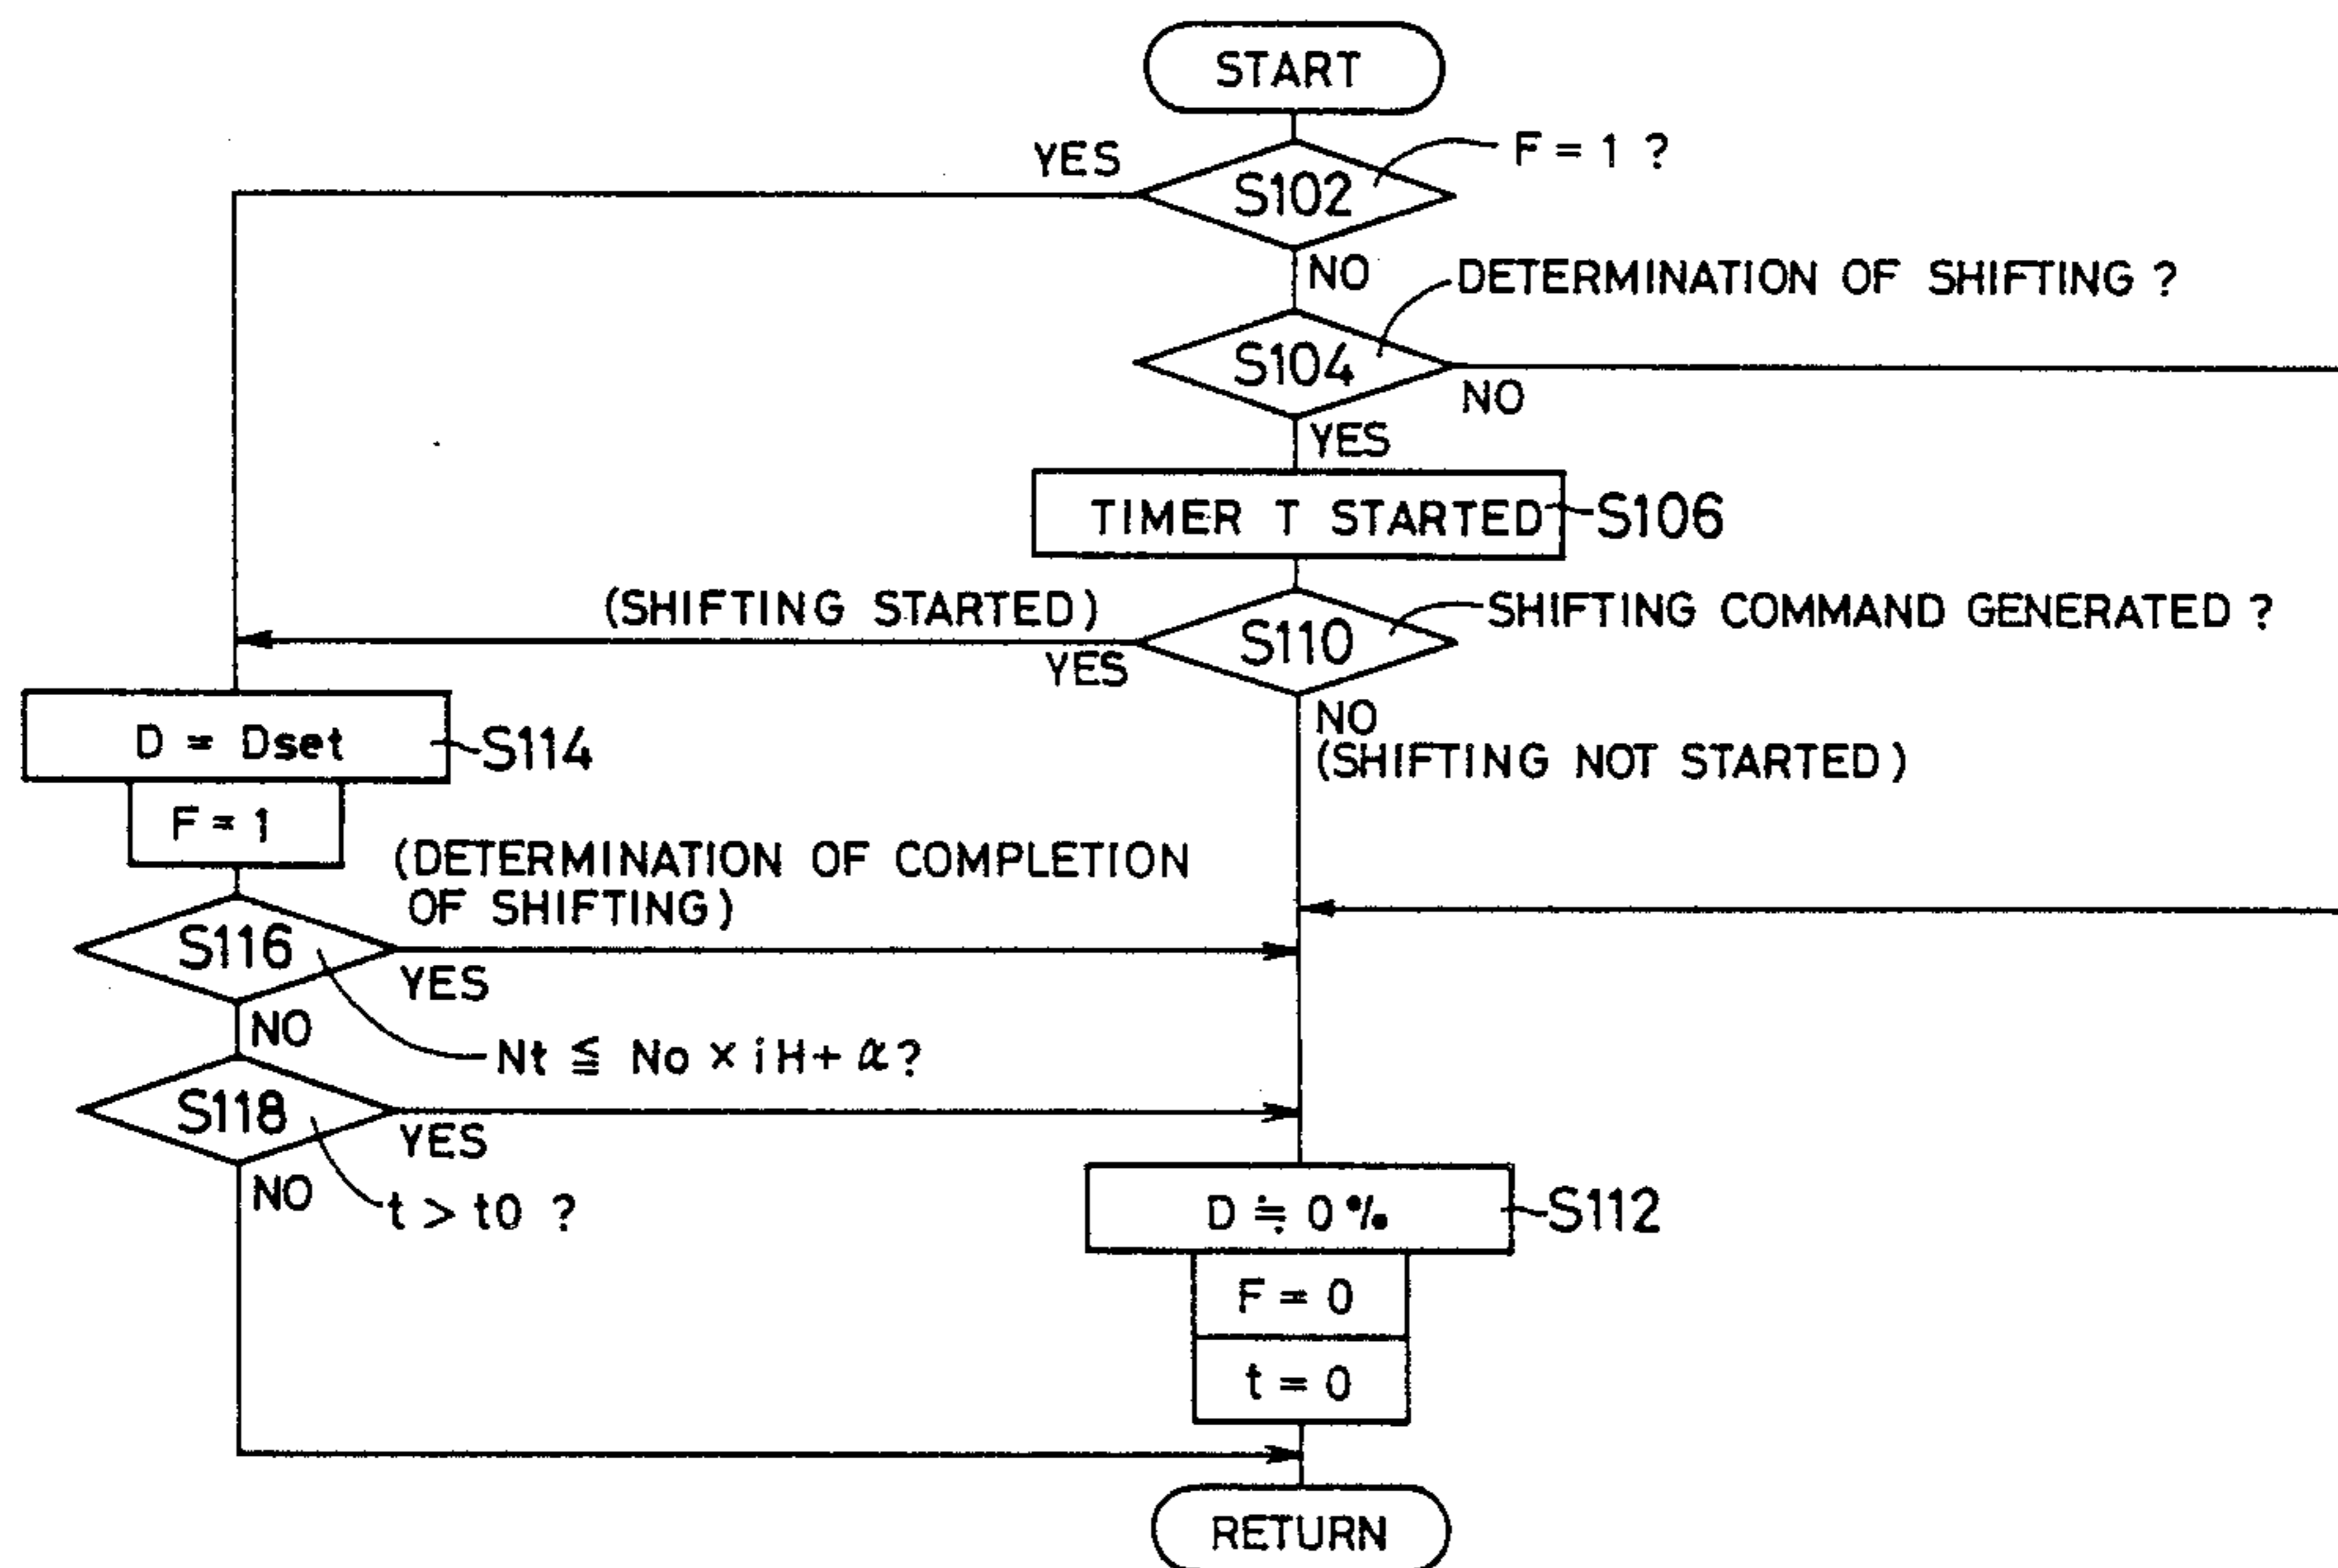 START
YES
F = 1 ?
S102
NO
DETERMINATION OF SHIFTING ?
S104
NO
YES
TIMER T STARTED
S106
(SHIFTING STARTED)
SHIFTING COMMAND GENERATED ?
S110
YES
NO
(SHIFTING NOT STARTED)
D = Dset
S114
F = 1
(DETERMINATION OF COMPLETION
OF SHIFTING)
S116
YES
NO
Nt ≦ No × iH + α ?
S118
YES
NO
t > t0 ?
D ≒ 0 %
S112
F = 0
t = 0
RETURN